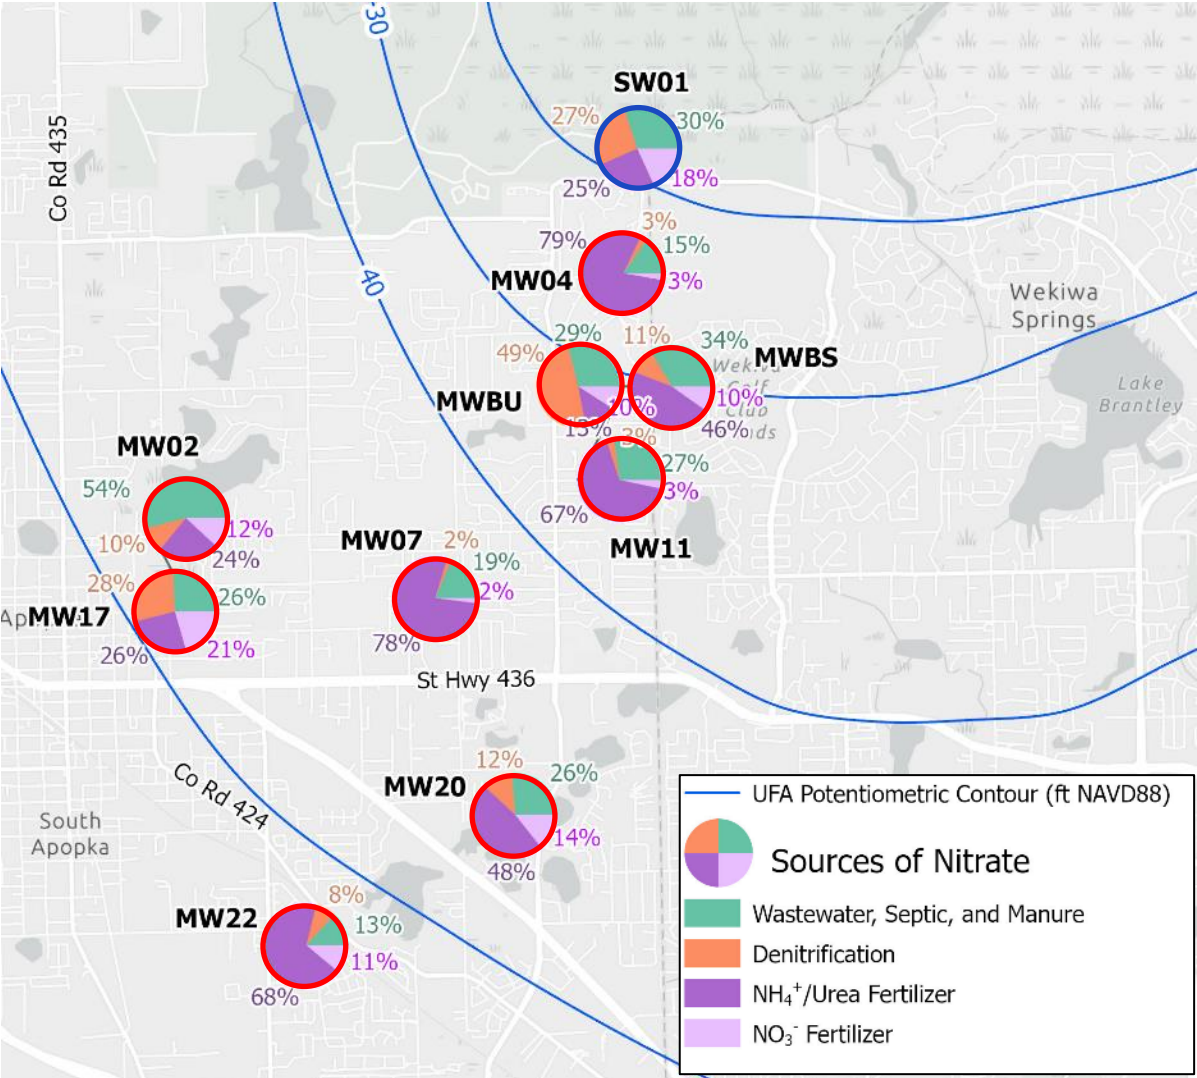 30
SW01
27%
30%
25%
18%
Co Rd 435
3%
79%
15%
MW04
3%
40
Wekiwa
Springs
29%
11%
34%
49%
MWBS
Lake
Brantley
MWBU
10%
10%
Club
13%
46%
3%
MW02
54%
27%
3%
67%
12%
10%
24%
MW07
2%
MW11
19%
28%
26%
2%
MW17
26%
21%
78%
St Hwy 436
12%
26%
MW20
Co Rd 424
14%
48%
South
Apopka
8%
MW22
13%
11%
68%
UFA Potentiometric Contour (ft NAVD88)
Sources of Nitrate
Wastewater, Septic, and Manure
Denitrification
NH₄⁺/Urea Fertilizer
NO₃⁻ Fertilizer